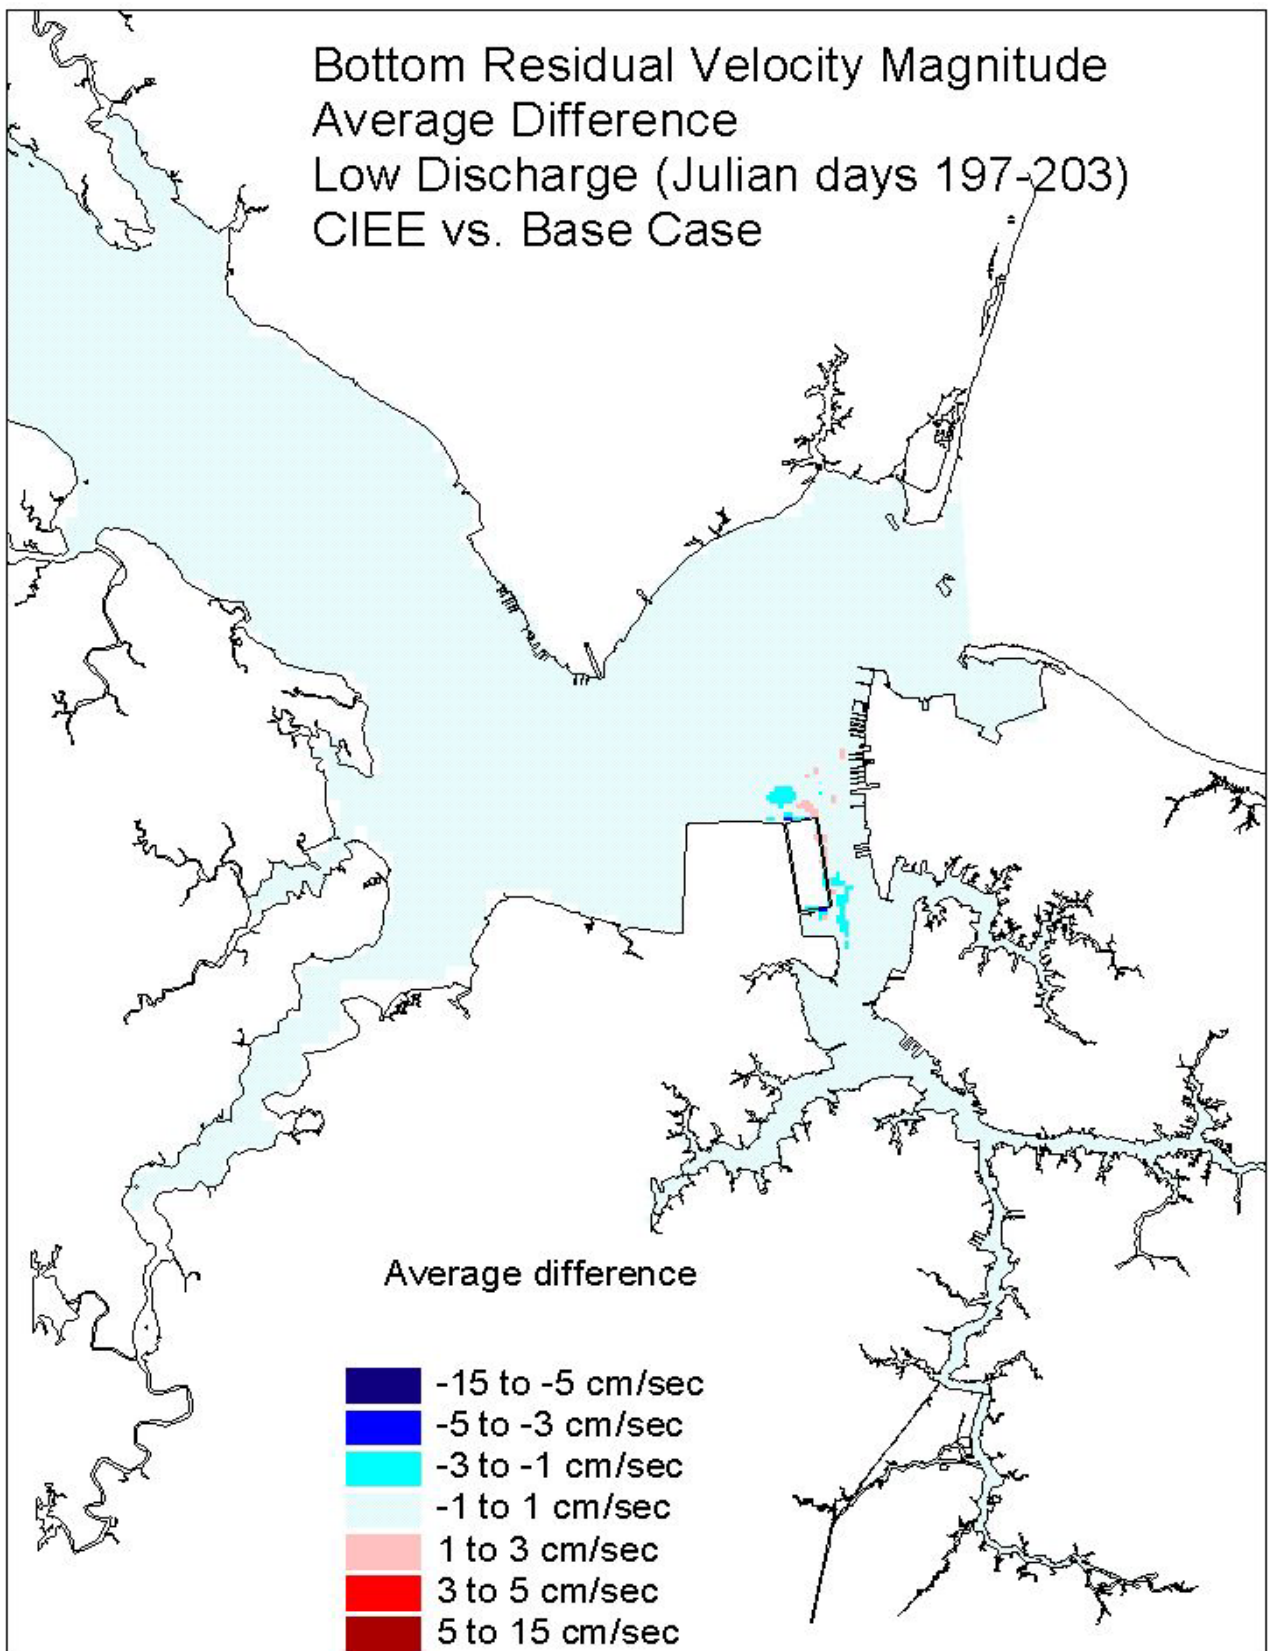 Bottom Residual Velocity Magnitude
Average Difference
Low Discharge (Julian days 197-203)
CIEE vs. Base Case
Average difference
-15 to -5 cm/sec
-5 to -3 cm/sec
-3 to -1 cm/sec
-1 to 1 cm/sec
1 to 3 cm/sec
3 to 5 cm/sec
5 to 15 cm/sec